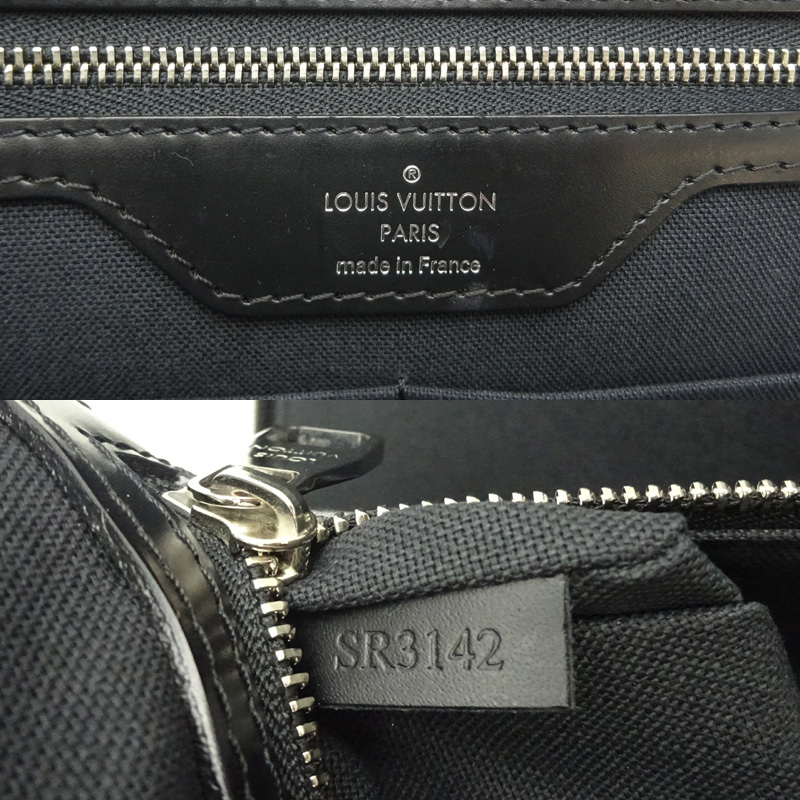 ®
LOUIS VUITTON
PARIS
made in France
SR3142